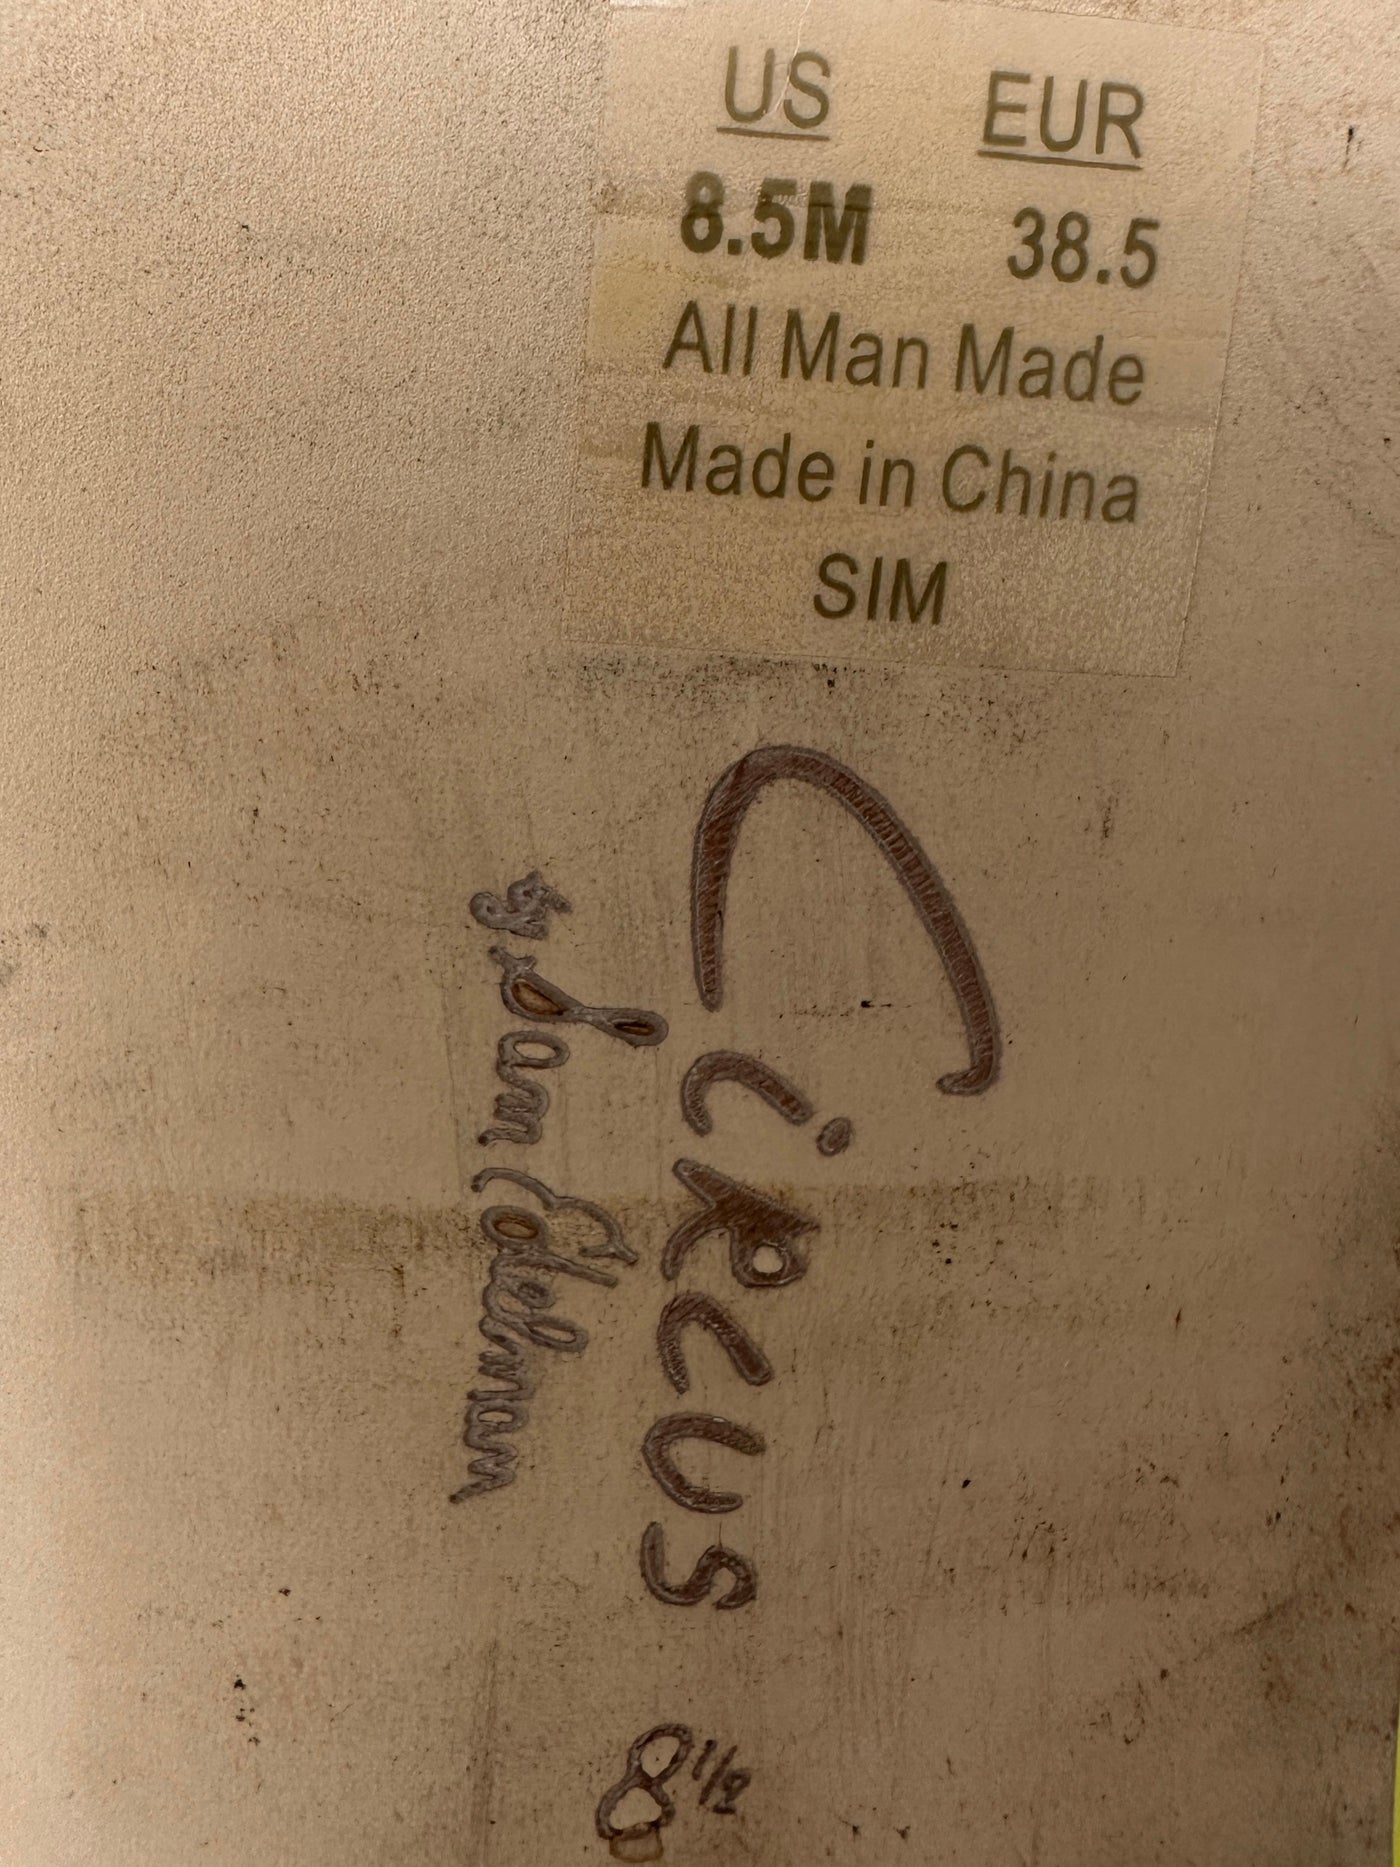 US EUR
8.5M 38.5
All Man Made
Made in China
SIM
CiRCUS
by Sam Edelman
8 1/2